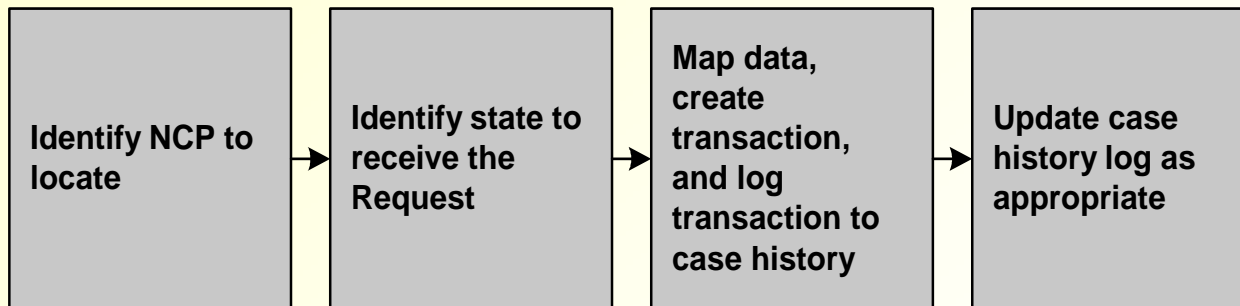 Identify NCP to
locate
Identify state to
receive the
Request
Map data,
create
transaction,
and log
transaction to
case history
Update case
history log as
appropriate